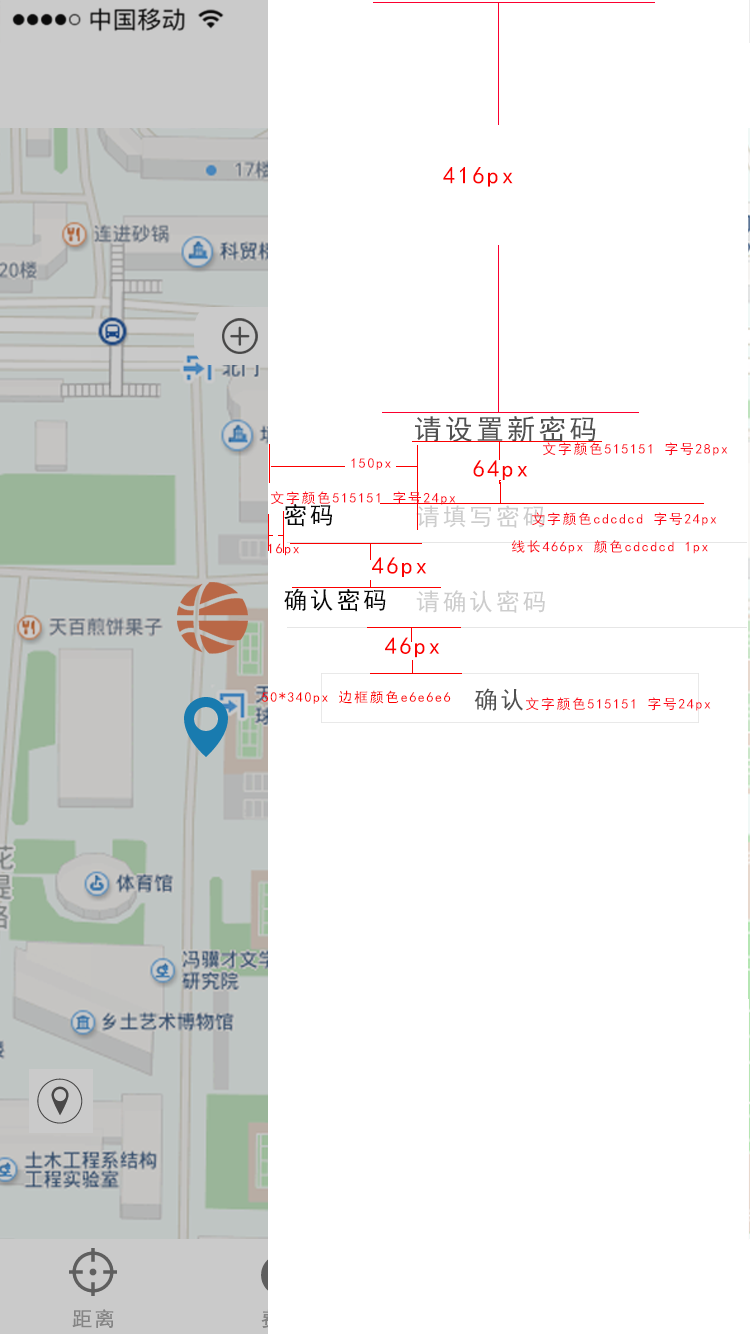 中国移动
416px
17楼
连进砂锅
科贸楼
20楼
北门
请设置新密码
文字颜色515151 字号28px
150px
64px
文字颜色515151 字号24px
密码
请填写密码
文字颜色cdcdcd 字号24px
16px
线长466px 颜色cdcdcd 1px
46px
确认密码
请确认密码
天百煎饼果子
46px
50*340px 边框颜色e6e6e6
确认
文字颜色515151 字号24px
体育馆
冯骥才文学
研究院
乡土艺术博物馆
土木工程系结构
工程实验室
距离